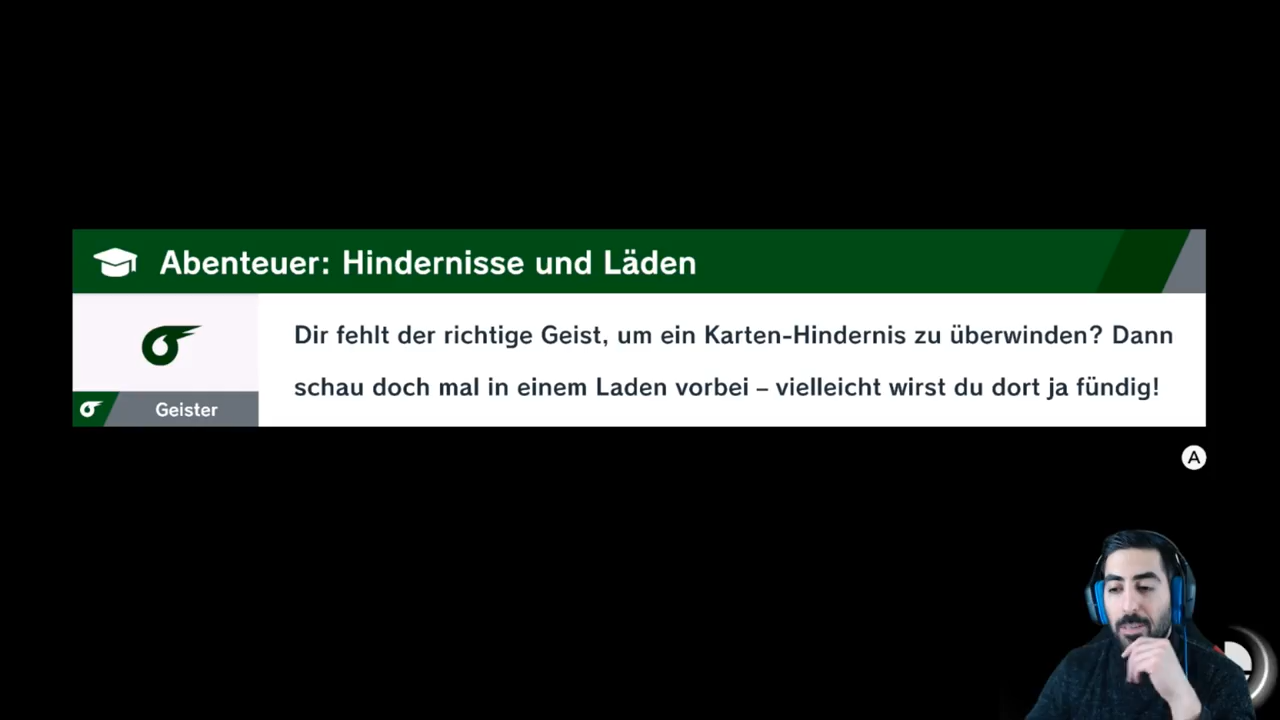 Abenteuer: Hindernisse und Läden
Dir fehlt der richtige Geist, um ein Karten-Hindernis zu überwinden? Dann
schau doch mal in einem Laden vorbei – vielleicht wirst du dort ja fündig!
Geister
A